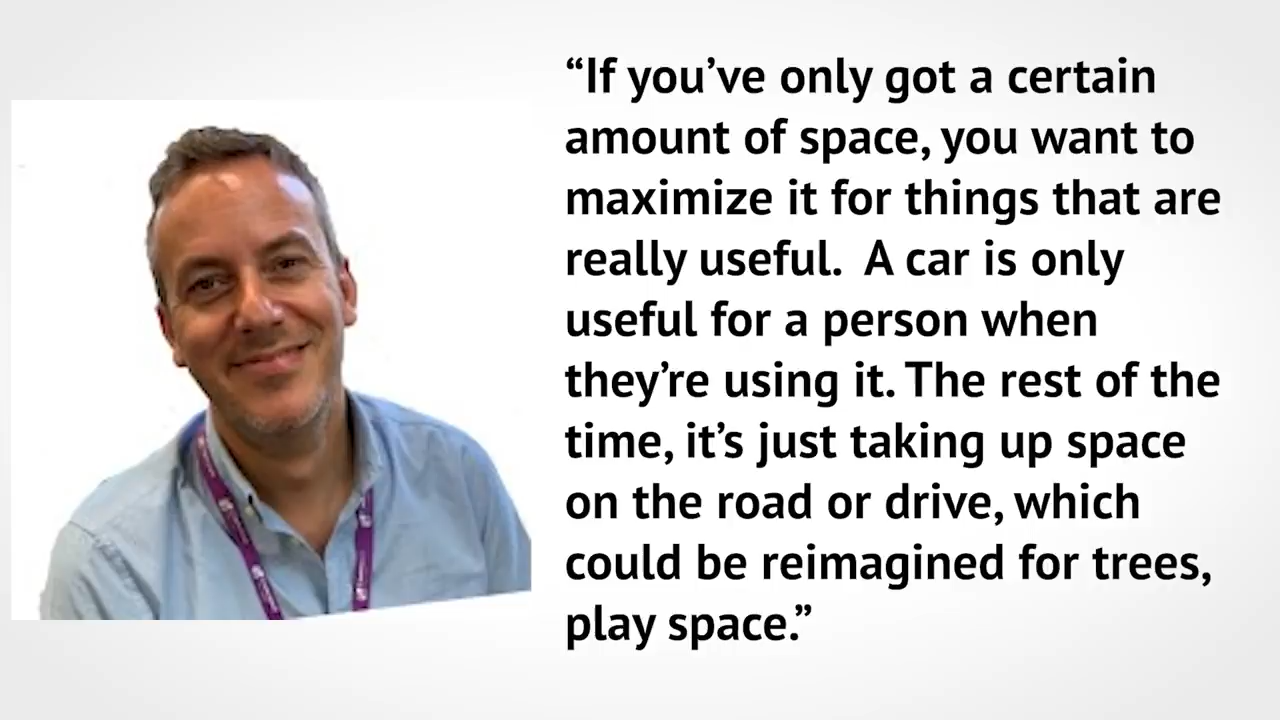 “If you’ve only got a certain
amount of space, you want to
maximize it for things that are
really useful.  A car is only
useful for a person when
they’re using it. The rest of the
time, it’s just taking up space
on the road or drive, which
could be reimagined for trees,
play space.”